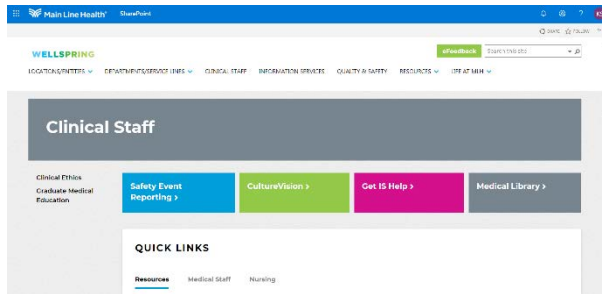 Main Line Health® SharePoint
SHARE FOLLOW
WELLSPRING
eFeedback Search this site
LOCATIONS/ENTITIES DEPARTMENTS/SERVICE LINES CLINICAL STAFF INFORMATION SERVICES QUALITY & SAFETY RESOURCES LIFE AT MLH
Clinical Staff
Clinical Ethics
Graduate Medical
Education
Safety Event
Reporting >
CultureVision >
Get IS Help >
Medical Library >
QUICK LINKS
Resources Medical Staff Nursing